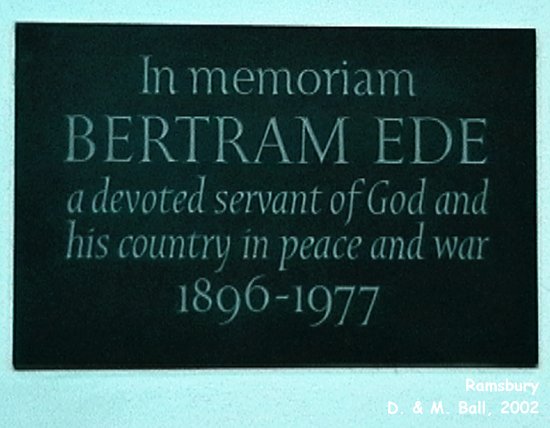 In memoriam
BERTRAM EDE
a devoted servant of God and
his country in peace and war
1896-1977
Ramsbury
D. & M. Ball, 2002